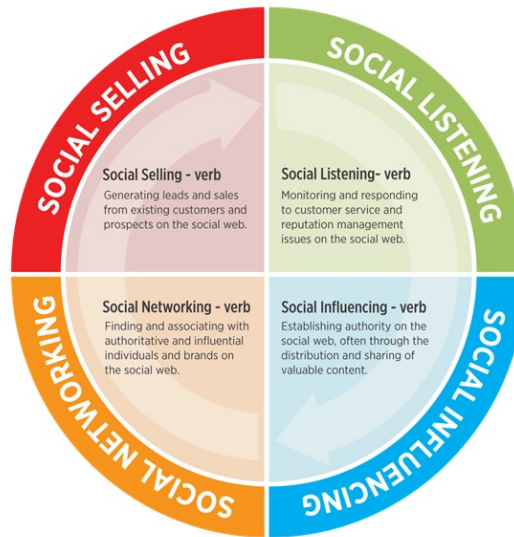 SOCIAL SELLING
SOCIAL LISTENING
Social Selling - verb
Generating leads and sales
from existing customers and
prospects on the social web.
Social Listening- verb
Monitoring and responding
to customer service and
reputation management
issues on the social web.
Social Networking - verb
Finding and associating with
authoritative and influential
individuals and brands on
the social web.
Social Influencing - verb
Establishing authority on the
social web, often through the
distribution and sharing of
valuable content.
SOCIAL NETWORKING
SOCIAL INFLUENCING